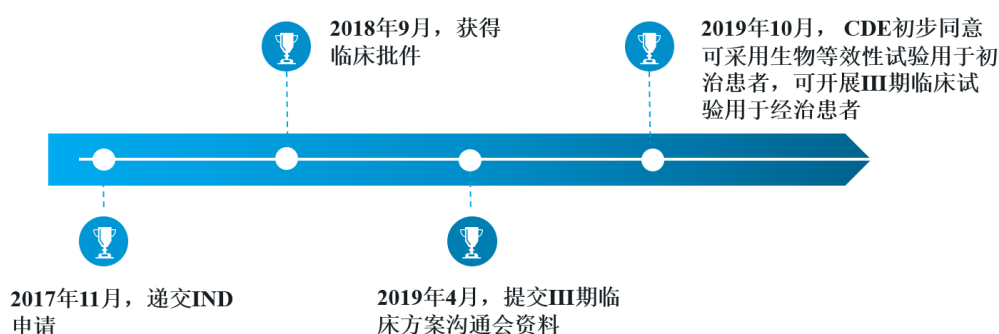 2018年9月，获得
临床批件
2019年10月， CDE初步同意
可采用生物等效性试验用于初
治患者，可开展III期临床试
验用于经治患者
2017年11月，递交IND
申请
2019年4月，提交III期临
床方案沟通会资料